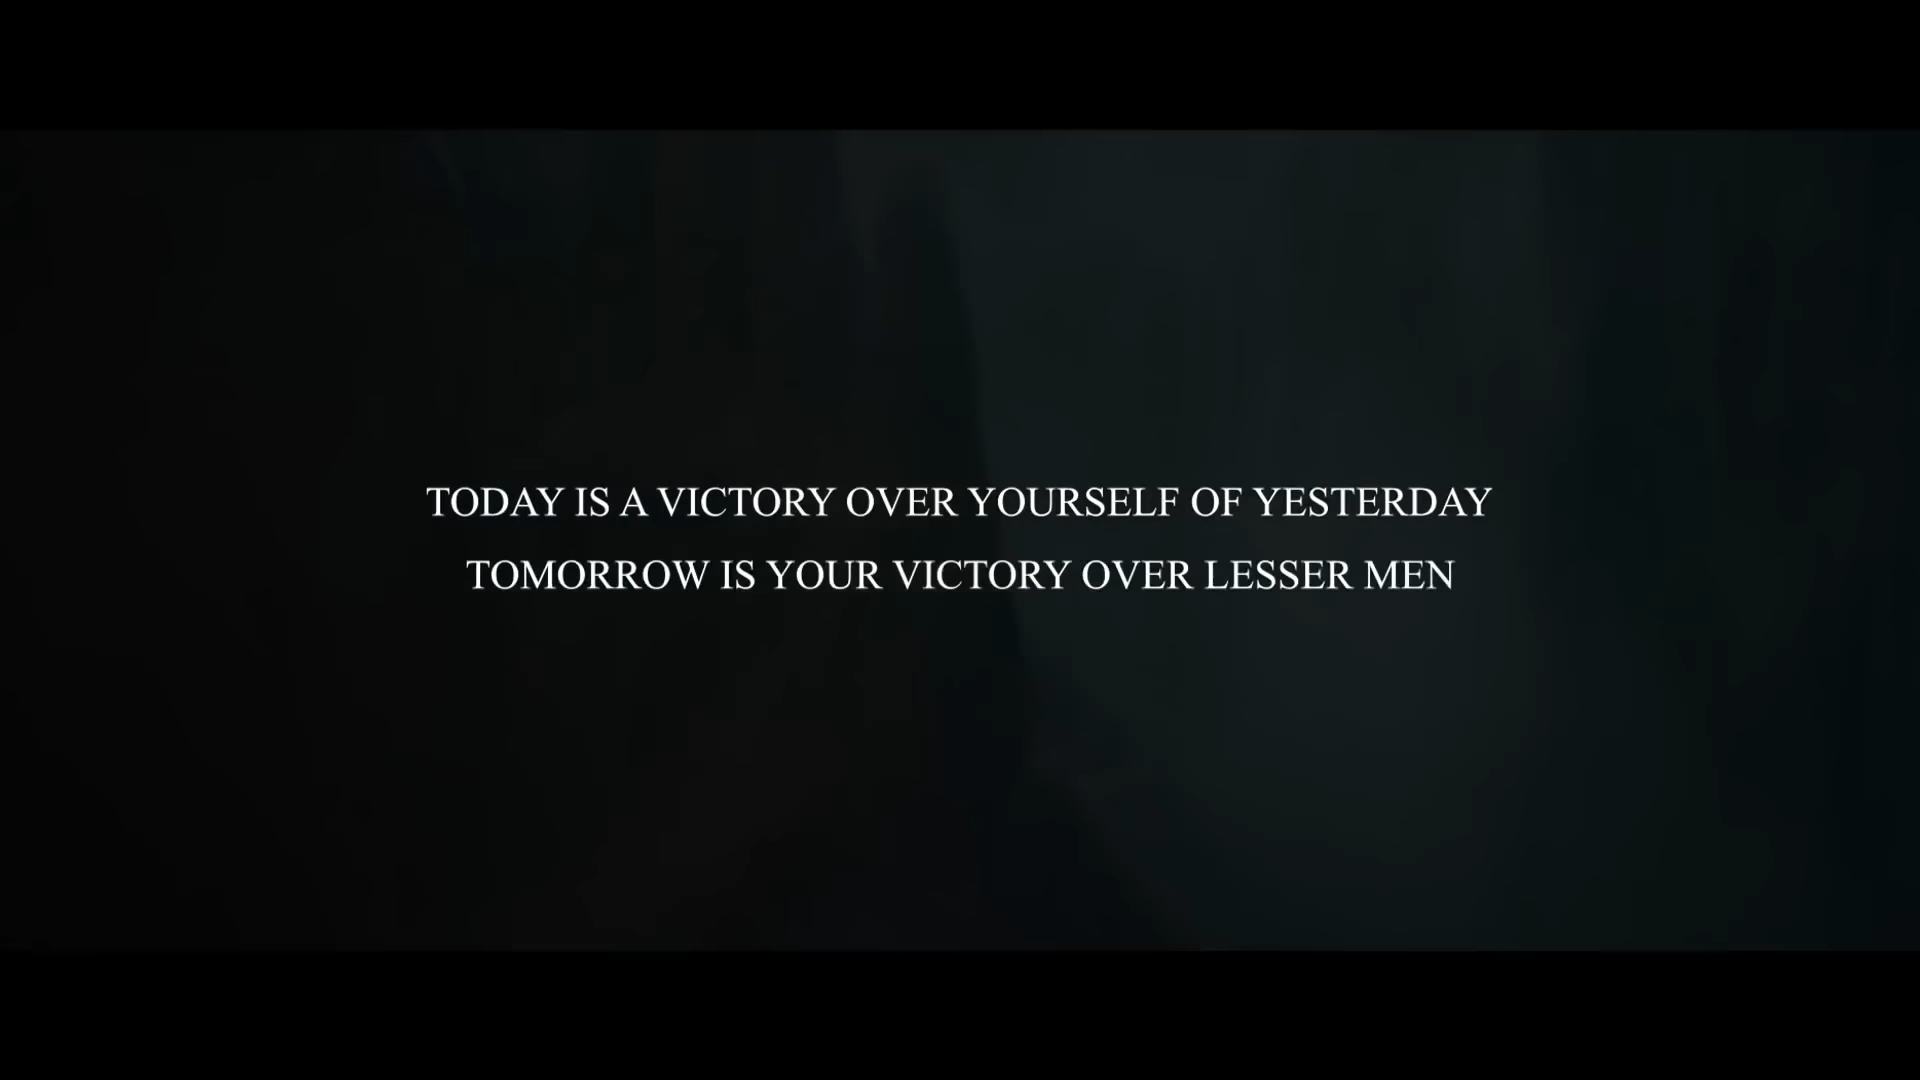 TODAY IS A VICTORY OVER YOURSELF OF YESTERDAY
TOMORROW IS YOUR VICTORY OVER LESSER MEN